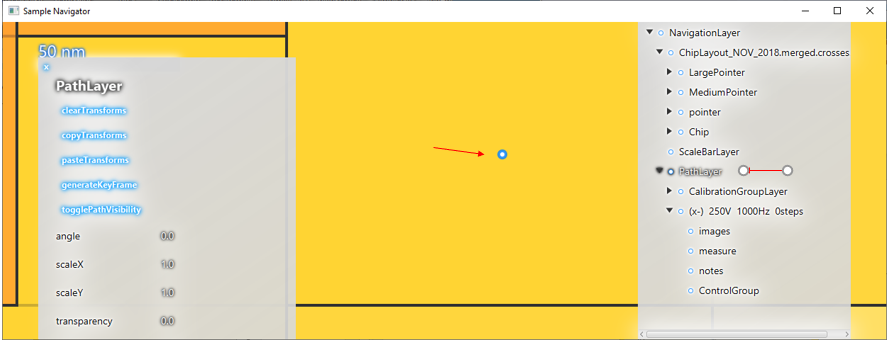 Sample Navigator
50 nm
x
PathLayer
clearTransforms
copyTransforms
pasteTransforms
generateKeyFrame
togglePathVisibility
angle 0.0
scaleX 1.0
scaleY 1.0
transparency 0.0
NavigationLayer
ChipLayout_NOV_2018.merged.crosses
LargePointer
MediumPointer
pointer
Chip
ScaleBarLayer
PathLayer
CalibrationGroupLayer
(x-) 250V 1000Hz 0steps
images
measure
notes
ControlGroup